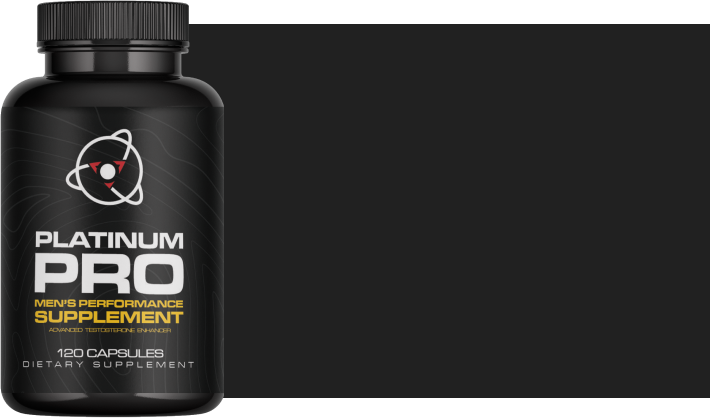 PLATINUM
PRO
MEN'S PERFORMANCE
SUPPLEMENT
ADVANCED TESTOSTERONE ENHANCER
120 CAPSULES
DIETARY SUPPLEMENT